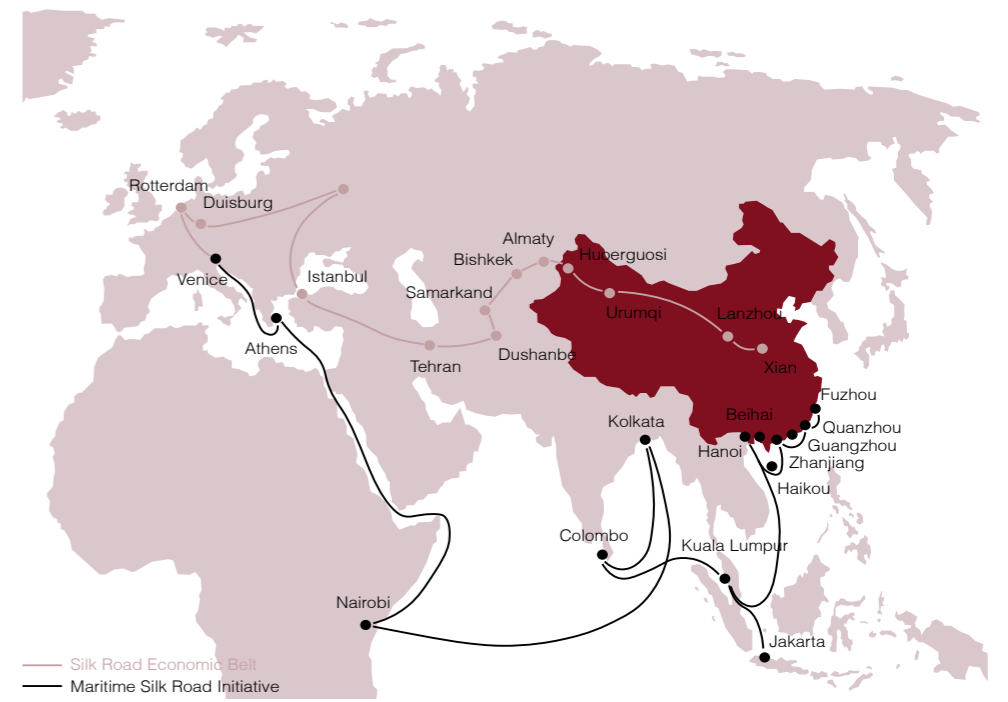 Rotterdam
Duisburg
Almaty
Huoerguosi
Bishkek
Venice
Istanbul
Samarkand
Urumqi
Lanzhou
Athens
Tehran
Dushanbe
Xian
Fuzhou
Kolkata
Beihai
Quanzhou
Hanoi
Guangzhou
Zhanjiang
Haikou
Colombo
Kuala Lumpur
Nairobi
Jakarta
Silk Road Economic Belt
Maritime Silk Road Initiative